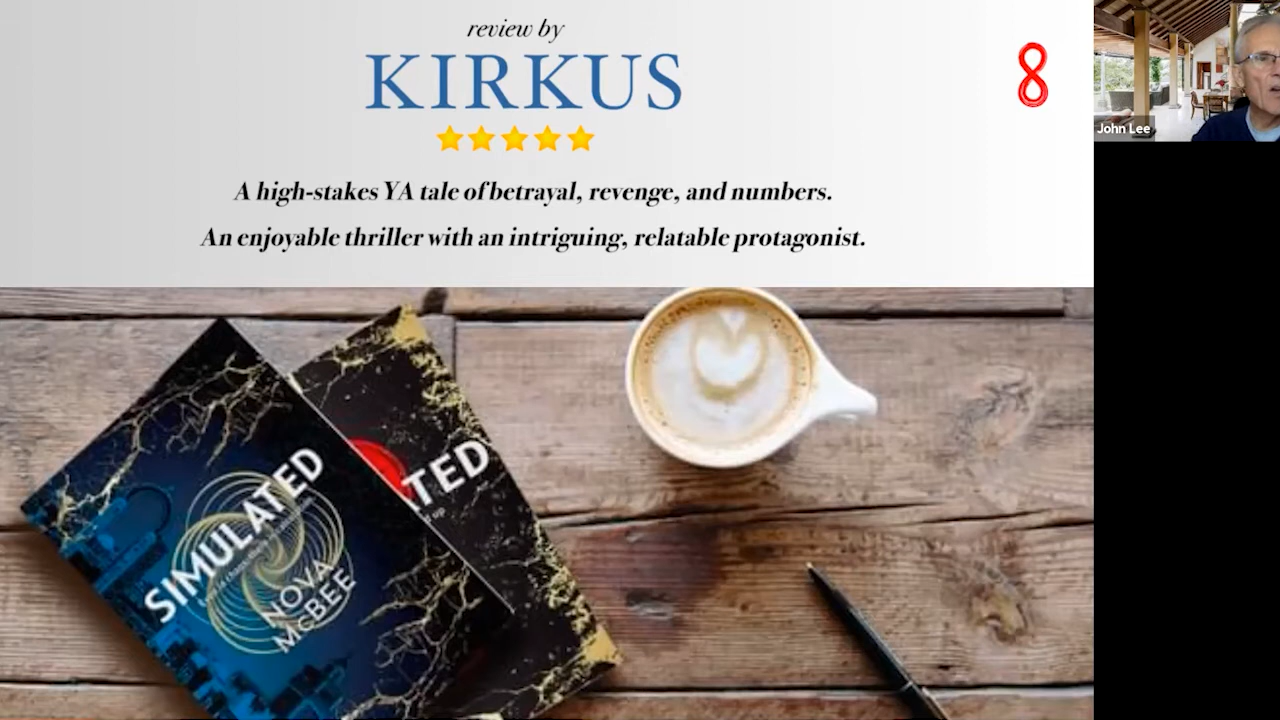 review by
KIRKUS
8
A high-stakes YA tale of betrayal, revenge, and numbers.
An enjoyable thriller with an intriguing, relatable protagonist.
John Lee
SIMULATED
NOVA
MCBEE
TED
up